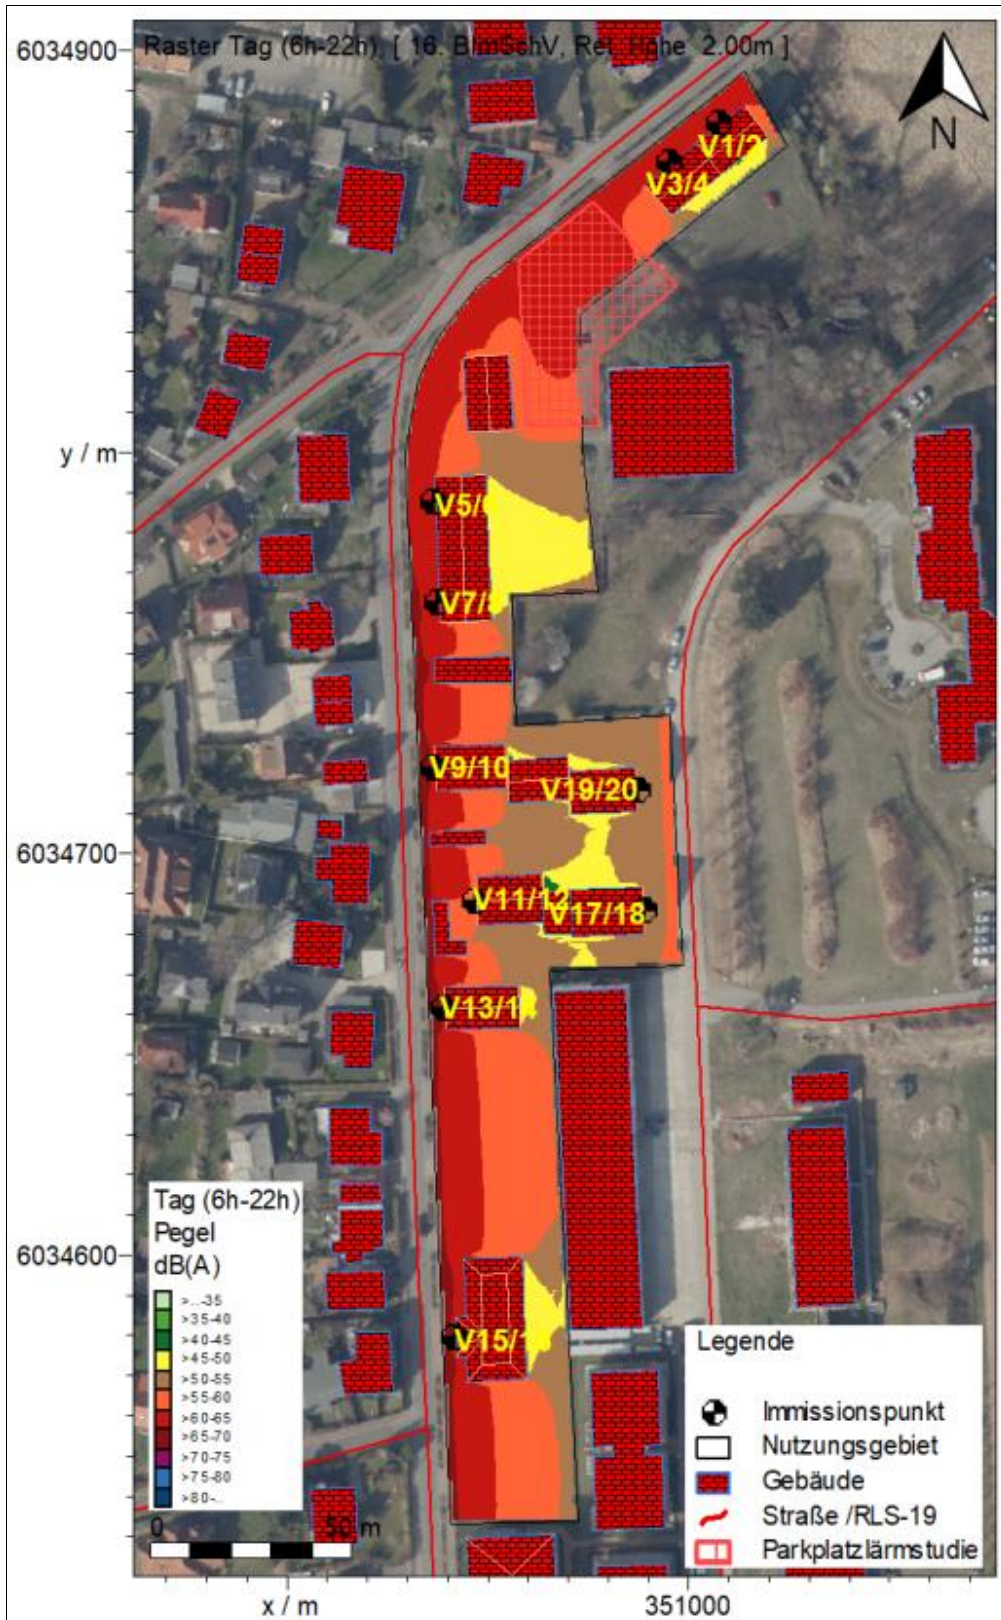 Raster Tag (6h-22h) [ 16. BImSchV, Rel. Höhe 2.00m ]
6034900
N
V1/2
V3/4
y / m
V5/6
V7/8
V9/10
V19/20
6034700
V11/12
V17/18
V13/14
6034600
V15/1
Tag (6h-22h)
Pegel
dB(A)
>...-35
>35-40
>40-45
>45-50
>50-55
>55-60
>60-65
>65-70
>70-75
>75-80
>80-..
0 50 m
Legende
Immissionspunkt
Nutzungsgebiet
Gebäude
Straße /RLS-19
Parkplatzlärmstudie
x / m
351000